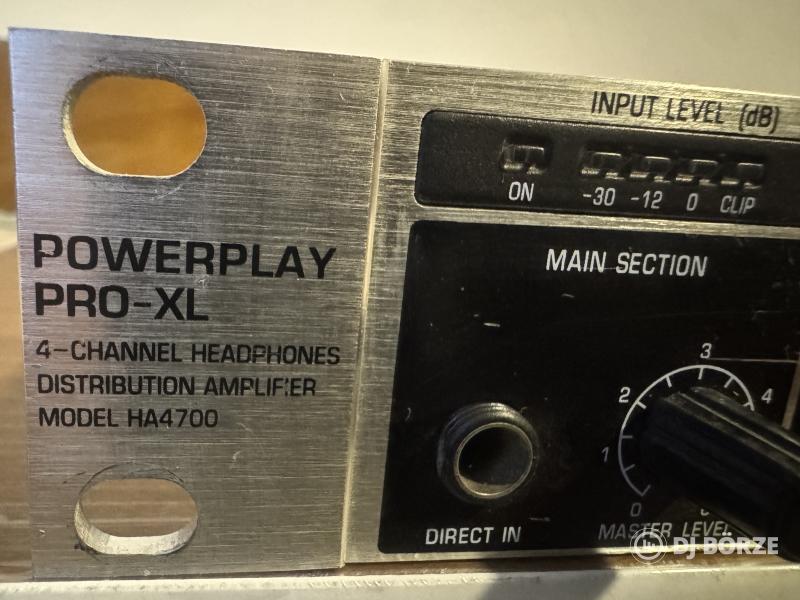 INPUT LEVEL (dB)
ON -30 -12 0 CLIP
POWERPLAY
PRO-XL
4-CHANNEL HEADPHONES
DISTRIBUTION AMPLIFIER
MODEL HA4700
MAIN SECTION
3
2 4
1
0
DIRECT IN
MASTER LEVEL
DJ BÖRZE